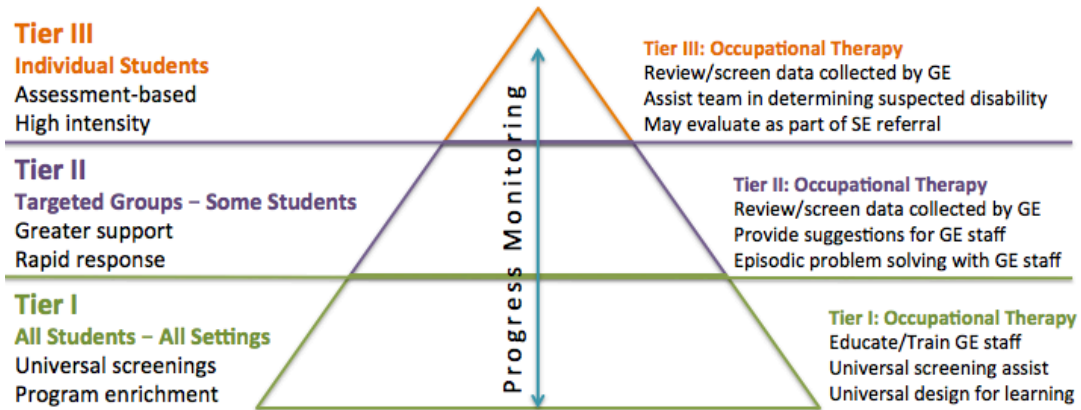 Tier III
Individual Students
Assessment-based
High intensity
Tier III: Occupational Therapy
Review/screen data collected by GE
Assist team in determining suspected disability
May evaluate as part of SE referral
Tier II
Targeted Groups – Some Students
Greater support
Rapid response
Tier II: Occupational Therapy
Review/screen data collected by GE
Provide suggestions for GE staff
Episodic problem solving with GE staff
Tier I
All Students – All Settings
Universal screenings
Program enrichment
Tier I: Occupational Therapy
Educate/Train GE staff
Universal screening assist
Universal design for learning
Progress Monitoring